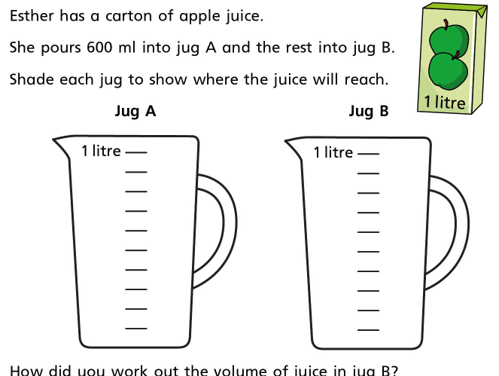 Esther has a carton of apple juice.
She pours 600 ml into jug A and the rest into jug B.
Shade each jug to show where the juice will reach.
1 litre
Jug A
Jug B
1 litre
1 litre
How did you work out the volume of juice in jug B?